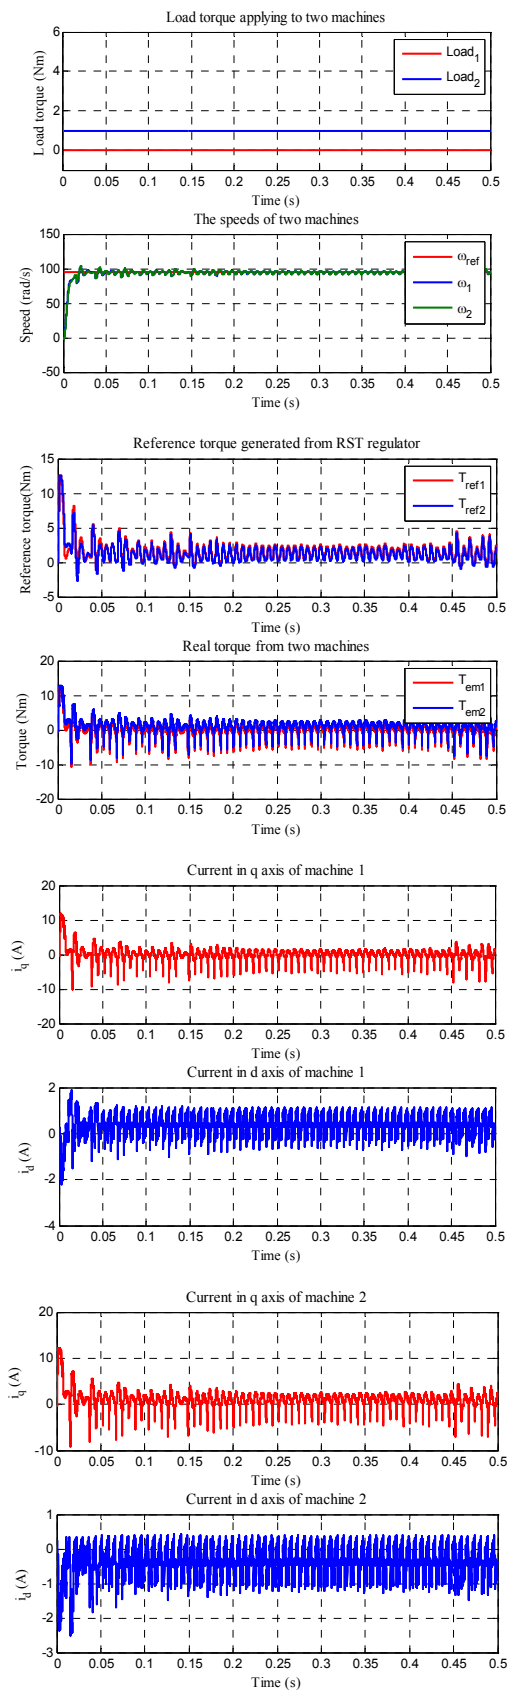 Load torque applying to two machines
6
4
2
0
Load torque (Nm)
Load1
Load2
0 0.05 0.1 0.15 0.2 0.25 0.3 0.35 0.4 0.45 0.5
Time (s)
The speeds of two machines
150
100
50
0
-50
Speed (rad/s)
ωref
ω1
ω2
0 0.05 0.1 0.15 0.2 0.25 0.3 0.35 0.4 0.45 0.5
Time (s)
Reference torque generated from RST regulator
15
10
5
0
-5
Reference torque(Nm)
Tref1
Tref2
0 0.05 0.1 0.15 0.2 0.25 0.3 0.35 0.4 0.45 0.5
Time (s)
Real torque from two machines
20
10
0
-10
-20
Torque (Nm)
Tem1
Tem2
0 0.05 0.1 0.15 0.2 0.25 0.3 0.35 0.4 0.45 0.5
Time (s)
Current in q axis of machine 1
20
10
0
-10
-20
iq (A)
0 0.05 0.1 0.15 0.2 0.25 0.3 0.35 0.4 0.45 0.5
Time (s)
Current in d axis of machine 1
2
0
-2
-4
id (A)
0 0.05 0.1 0.15 0.2 0.25 0.3 0.35 0.4 0.45 0.5
Time (s)
Current in q axis of machine 2
20
10
0
-10
iq (A)
0 0.05 0.1 0.15 0.2 0.25 0.3 0.35 0.4 0.45 0.5
Time (s)
Current in d axis of machine 2
1
0
-1
-2
-3
id (A)
0 0.05 0.1 0.15 0.2 0.25 0.3 0.35 0.4 0.45 0.5
Time (s)